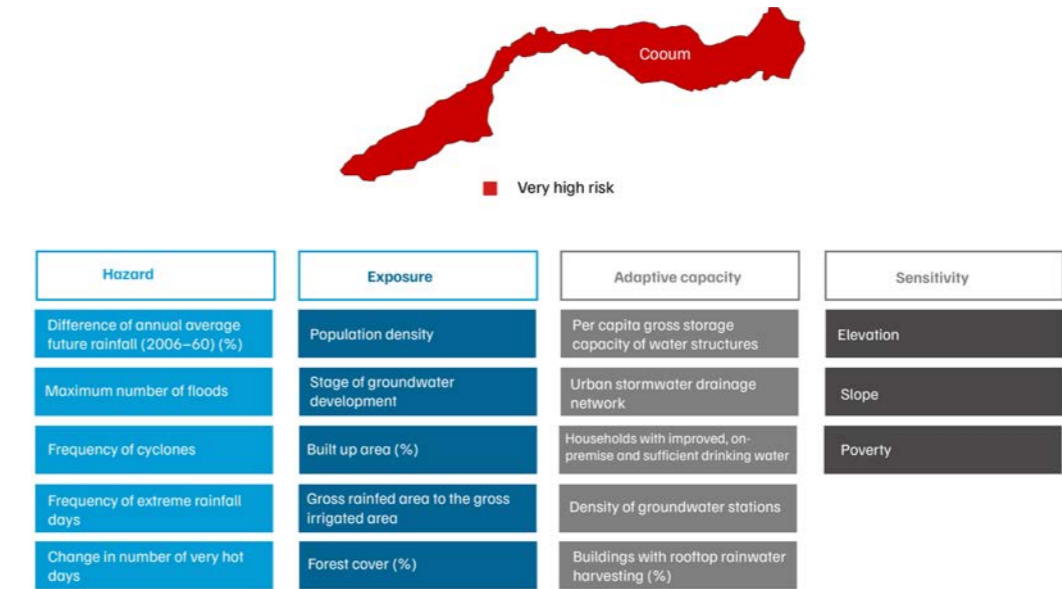 Cooum
Very high risk
Hazard
Difference of annual average
future rainfall (2006–60) (%)
Maximum number of floods
Frequency of cyclones
Frequency of extreme rainfall
days
Change in number of very hot
days
Exposure
Population density
Stage of groundwater
development
Built up area (%)
Gross rainfed area to the gross
irrigated area
Forest cover (%)
Adaptive capacity
Per capita gross storage
capacity of water structures
Urban stormwater drainage
network
Households with improved, on-
premise and sufficient drinking water
Density of groundwater stations
Buildings with rooftop rainwater
harvesting (%)
Sensitivity
Elevation
Slope
Poverty